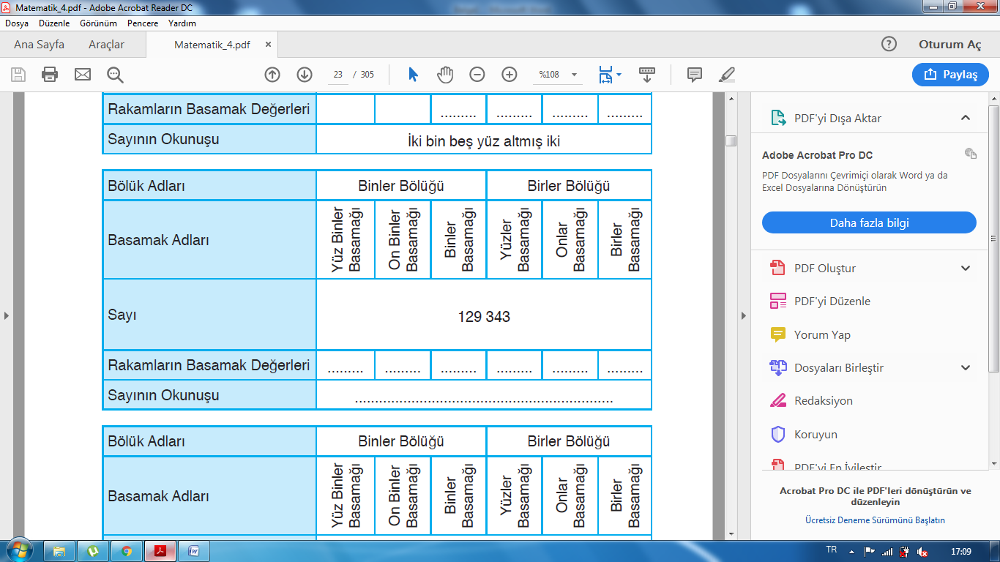 Matematik_4.pdf - Adobe Acrobat Reader DC
Dosya Düzenle Görünüm Pencere Yardım
Ana Sayfa Araçlar Matematik_4.pdf × ? Oturum Aç
23 / 305 %108 Paylaş
Rakamların Basamak Değerleri ......... ......... ......... .........
Sayının Okunuşu İki bin beş yüz altmış iki
Bölük Adları Binler Bölüğü Birler Bölüğü
Basamak Adları Yüz Binler Basamağı On Binler Basamağı Binler Basamağı Yüzler Basamağı Onlar Basamağı Birler Basamağı
Sayı 129 343
Rakamların Basamak Değerleri ......... ......... ......... ......... ......... .........
Sayının Okunuşu ....................................................................
Bölük Adları Binler Bölüğü Birler Bölüğü
Basamak Adları Yüz Binler Basamağı On Binler Basamağı Binler Basamağı Yüzler Basamağı Onlar Basamağı Birler Basamağı
PDF'yi Dışa Aktar
Adobe Acrobat Pro DC
PDF Dosyalarını Çevrimiçi olarak Word ya da
Excel Dosyalarına Dönüştürün
Daha fazla bilgi
PDF Oluştur
PDF'yi Düzenle
Yorum Yap
Dosyaları Birleştir
Redaksiyon
Koruyun
PDF'yi En İyileştir
Acrobat Pro DC ile PDF'leri dönüştürün ve
düzenleyin
Ücretsiz Deneme Sürümünü Başlatın
TR 17:09